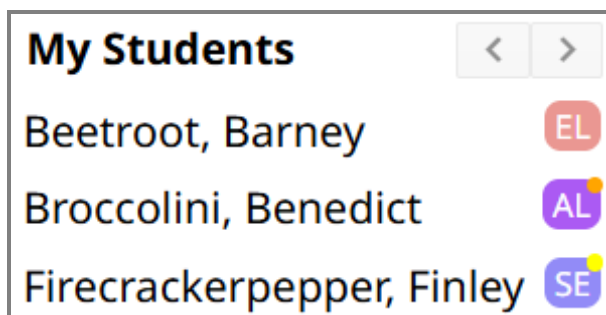 My Students < >
Beetroot, Barney EL
Broccolini, Benedict AL
Firecrackerpepper, Finley SE